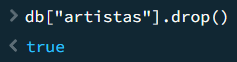 > db["artistas"].drop()
< true